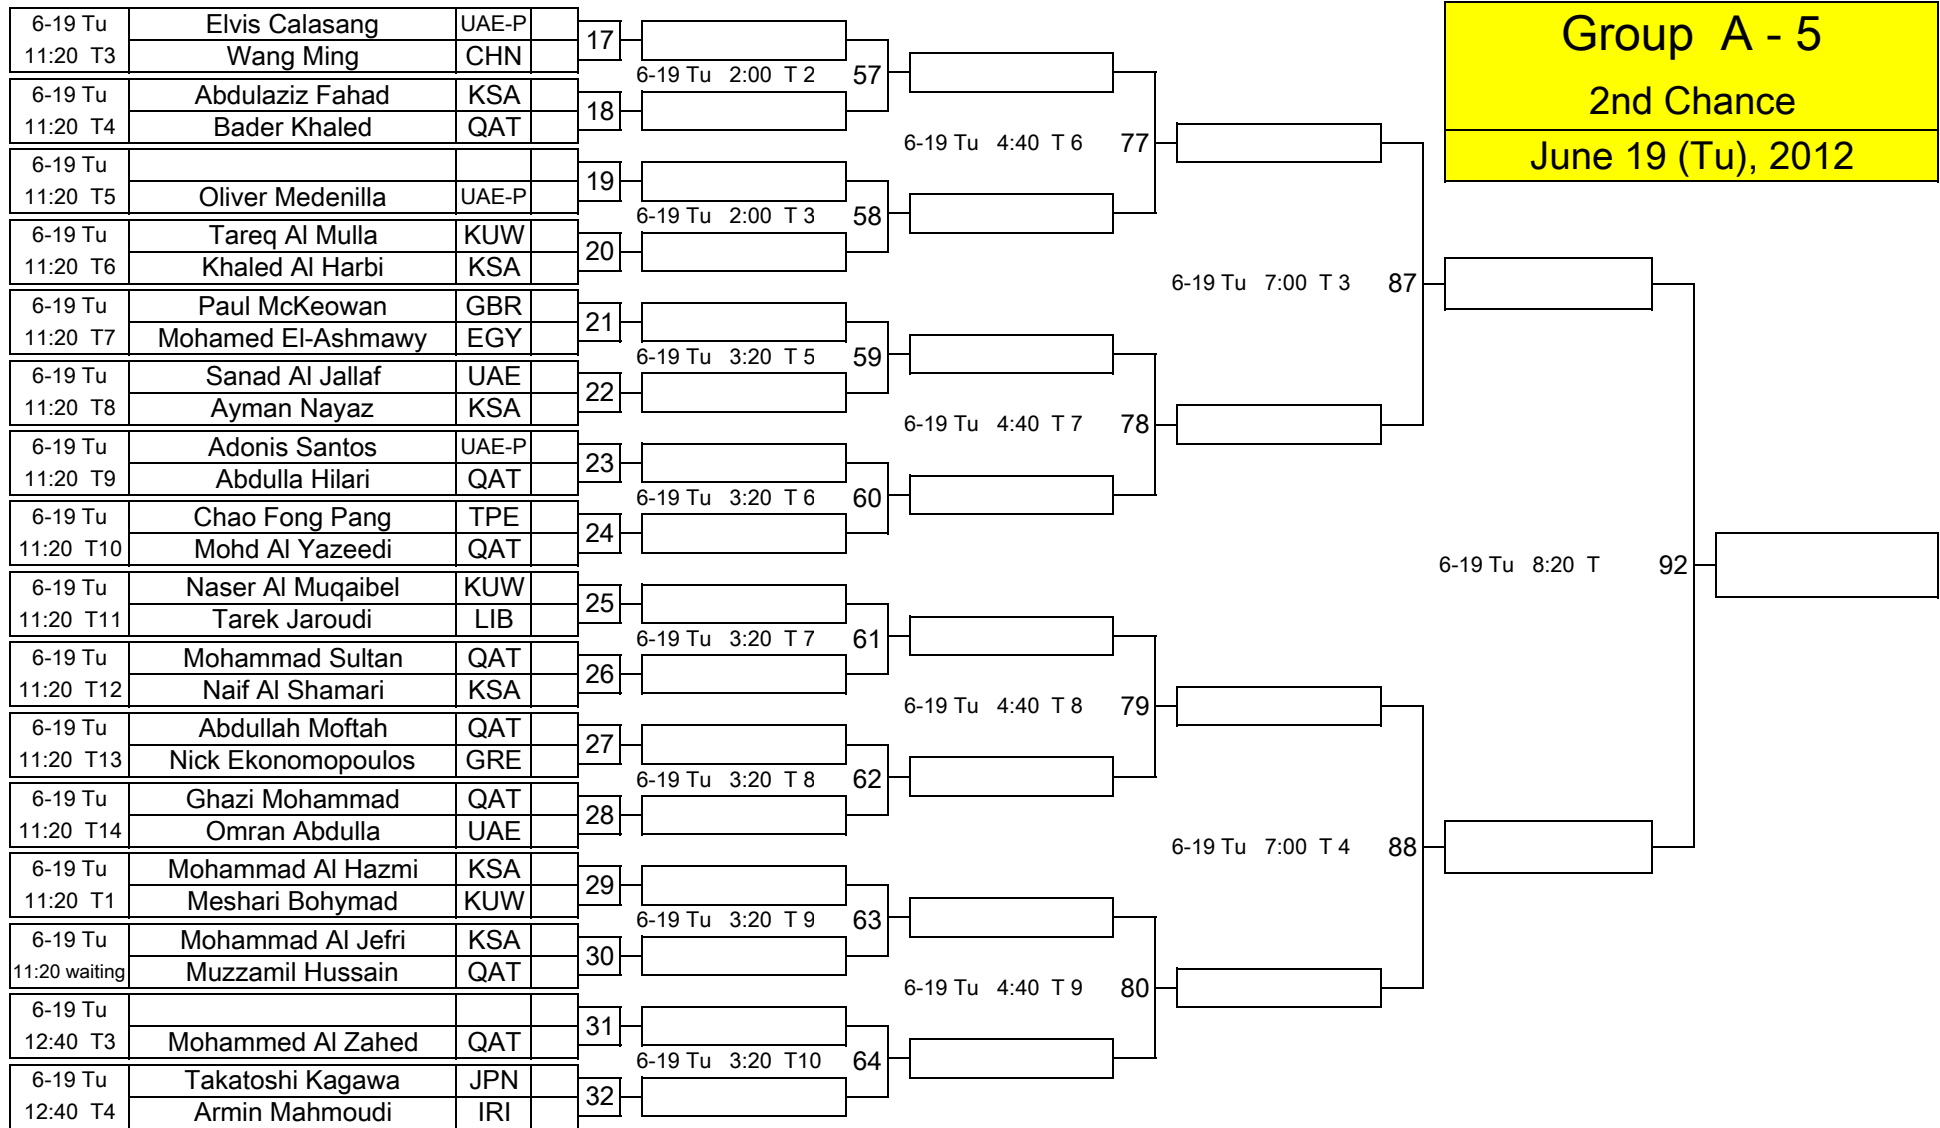 Group A - 5
2nd Chance
June 19 (Tu), 2012
6-19 Tu Elvis Calasang UAE-P
11:20 T3 Wang Ming CHN
17
6-19 Tu 2:00 T 2 57
6-19 Tu Abdulaziz Fahad KSA
11:20 T4 Bader Khaled QAT
18
6-19 Tu 4:40 T 6 77
6-19 Tu
11:20 T5 Oliver Medenilla UAE-P
19
6-19 Tu 2:00 T 3 58
6-19 Tu Tareq Al Mulla KUW
11:20 T6 Khaled Al Harbi KSA
20
6-19 Tu 7:00 T 3 87
6-19 Tu Paul McKeowan GBR
11:20 T7 Mohamed El-Ashmawy EGY
21
6-19 Tu 3:20 T 5 59
6-19 Tu Sanad Al Jallaf UAE
11:20 T8 Ayman Nayaz KSA
22
6-19 Tu 4:40 T 7 78
6-19 Tu Adonis Santos UAE-P
11:20 T9 Abdulla Hilari QAT
23
6-19 Tu 3:20 T 6 60
6-19 Tu Chao Fong Pang TPE
11:20 T10 Mohd Al Yazeedi QAT
24
6-19 Tu 8:20 T 92
6-19 Tu Naser Al Muqaibel KUW
11:20 T11 Tarek Jaroudi LIB
25
6-19 Tu 3:20 T 7 61
6-19 Tu Mohammad Sultan QAT
11:20 T12 Naif Al Shamari KSA
26
6-19 Tu 4:40 T 8 79
6-19 Tu Abdullah Moftah QAT
11:20 T13 Nick Ekonomopoulos GRE
27
6-19 Tu 3:20 T 8 62
6-19 Tu Ghazi Mohammad QAT
11:20 T14 Omran Abdulla UAE
28
6-19 Tu 7:00 T 4 88
6-19 Tu Mohammad Al Hazmi KSA
11:20 T1 Meshari Bohymad KUW
29
6-19 Tu 3:20 T 9 63
6-19 Tu Mohammad Al Jefri KSA
11:20 waiting Muzzamil Hussain QAT
30
6-19 Tu 4:40 T 9 80
6-19 Tu
12:40 T3 Mohammed Al Zahed QAT
31
6-19 Tu 3:20 T10 64
6-19 Tu Takatoshi Kagawa JPN
12:40 T4 Armin Mahmoudi IRI
32